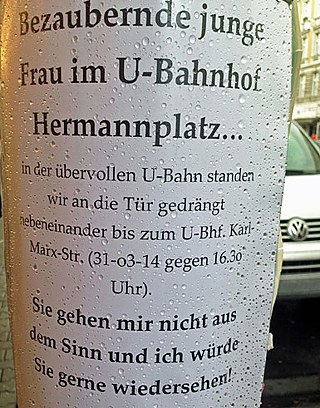 Bezaubernde junge
Frau im U-Bahnhof
Hermannplatz...
in der übervollen U-Bahn standen
wir an die Tür gedrängt
nebeneinander bis zum U-Bhf. Karl-
Marx-Str. (31-03-14 gegen 16.30
Uhr).
Sie gehen mir nicht aus
dem Sinn und ich würde
Sie gerne wiedersehen!